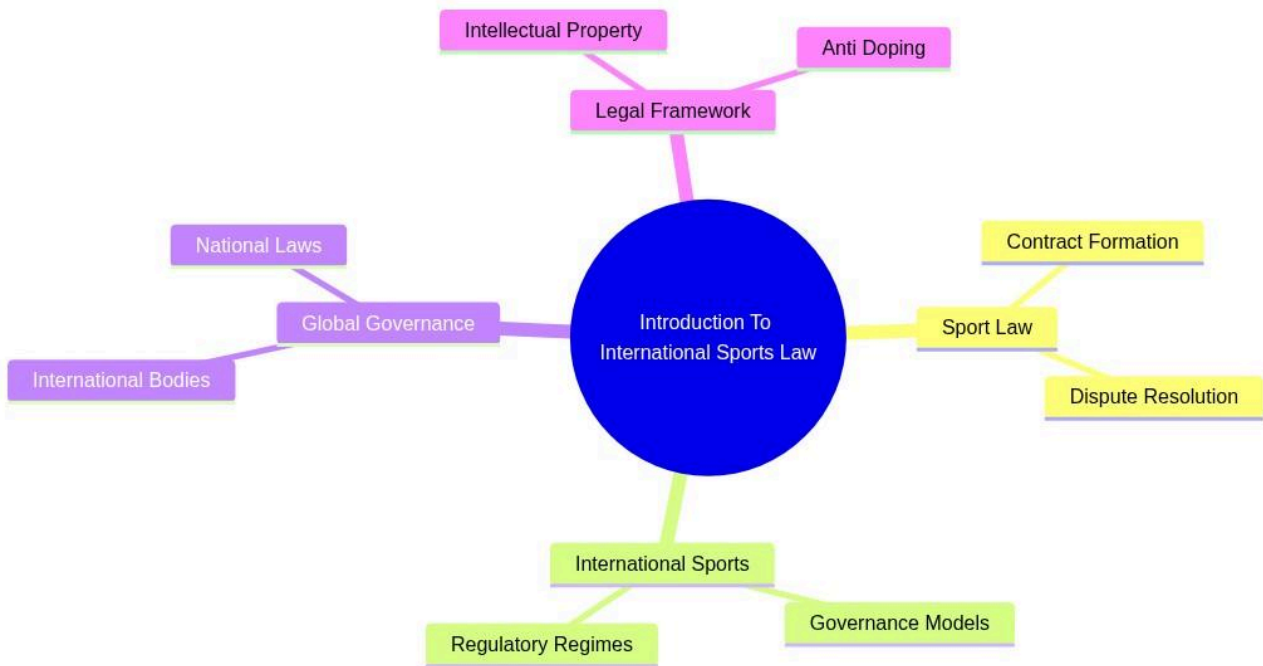 Intellectual Property
Anti Doping
Legal Framework
National Laws
Global Governance
International Bodies
Introduction To
International Sports Law
Contract Formation
Sport Law
Dispute Resolution
International Sports
Governance Models
Regulatory Regimes